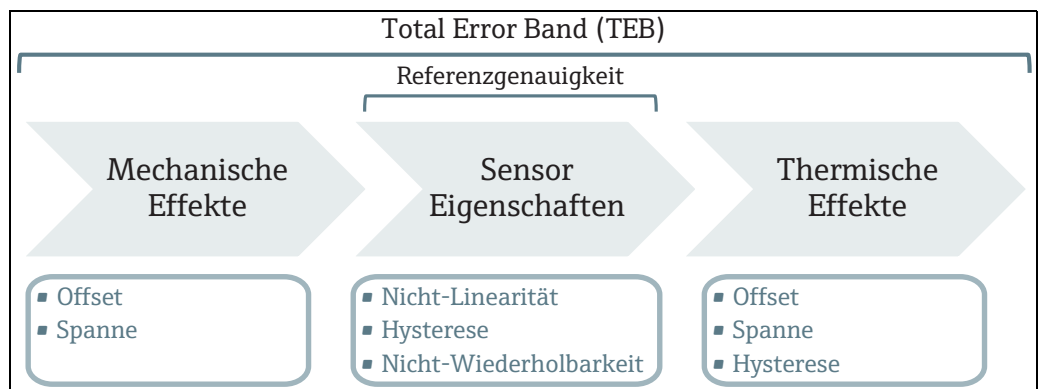 Total Error Band (TEB)
Referenzgenauigkeit
Mechanische
Effekte
Sensor
Eigenschaften
Thermische
Effekte
▪ Offset
▪ Spanne
▪ Nicht-Linearität
▪ Hysterese
▪ Nicht-Wiederholbarkeit
▪ Offset
▪ Spanne
▪ Hysterese